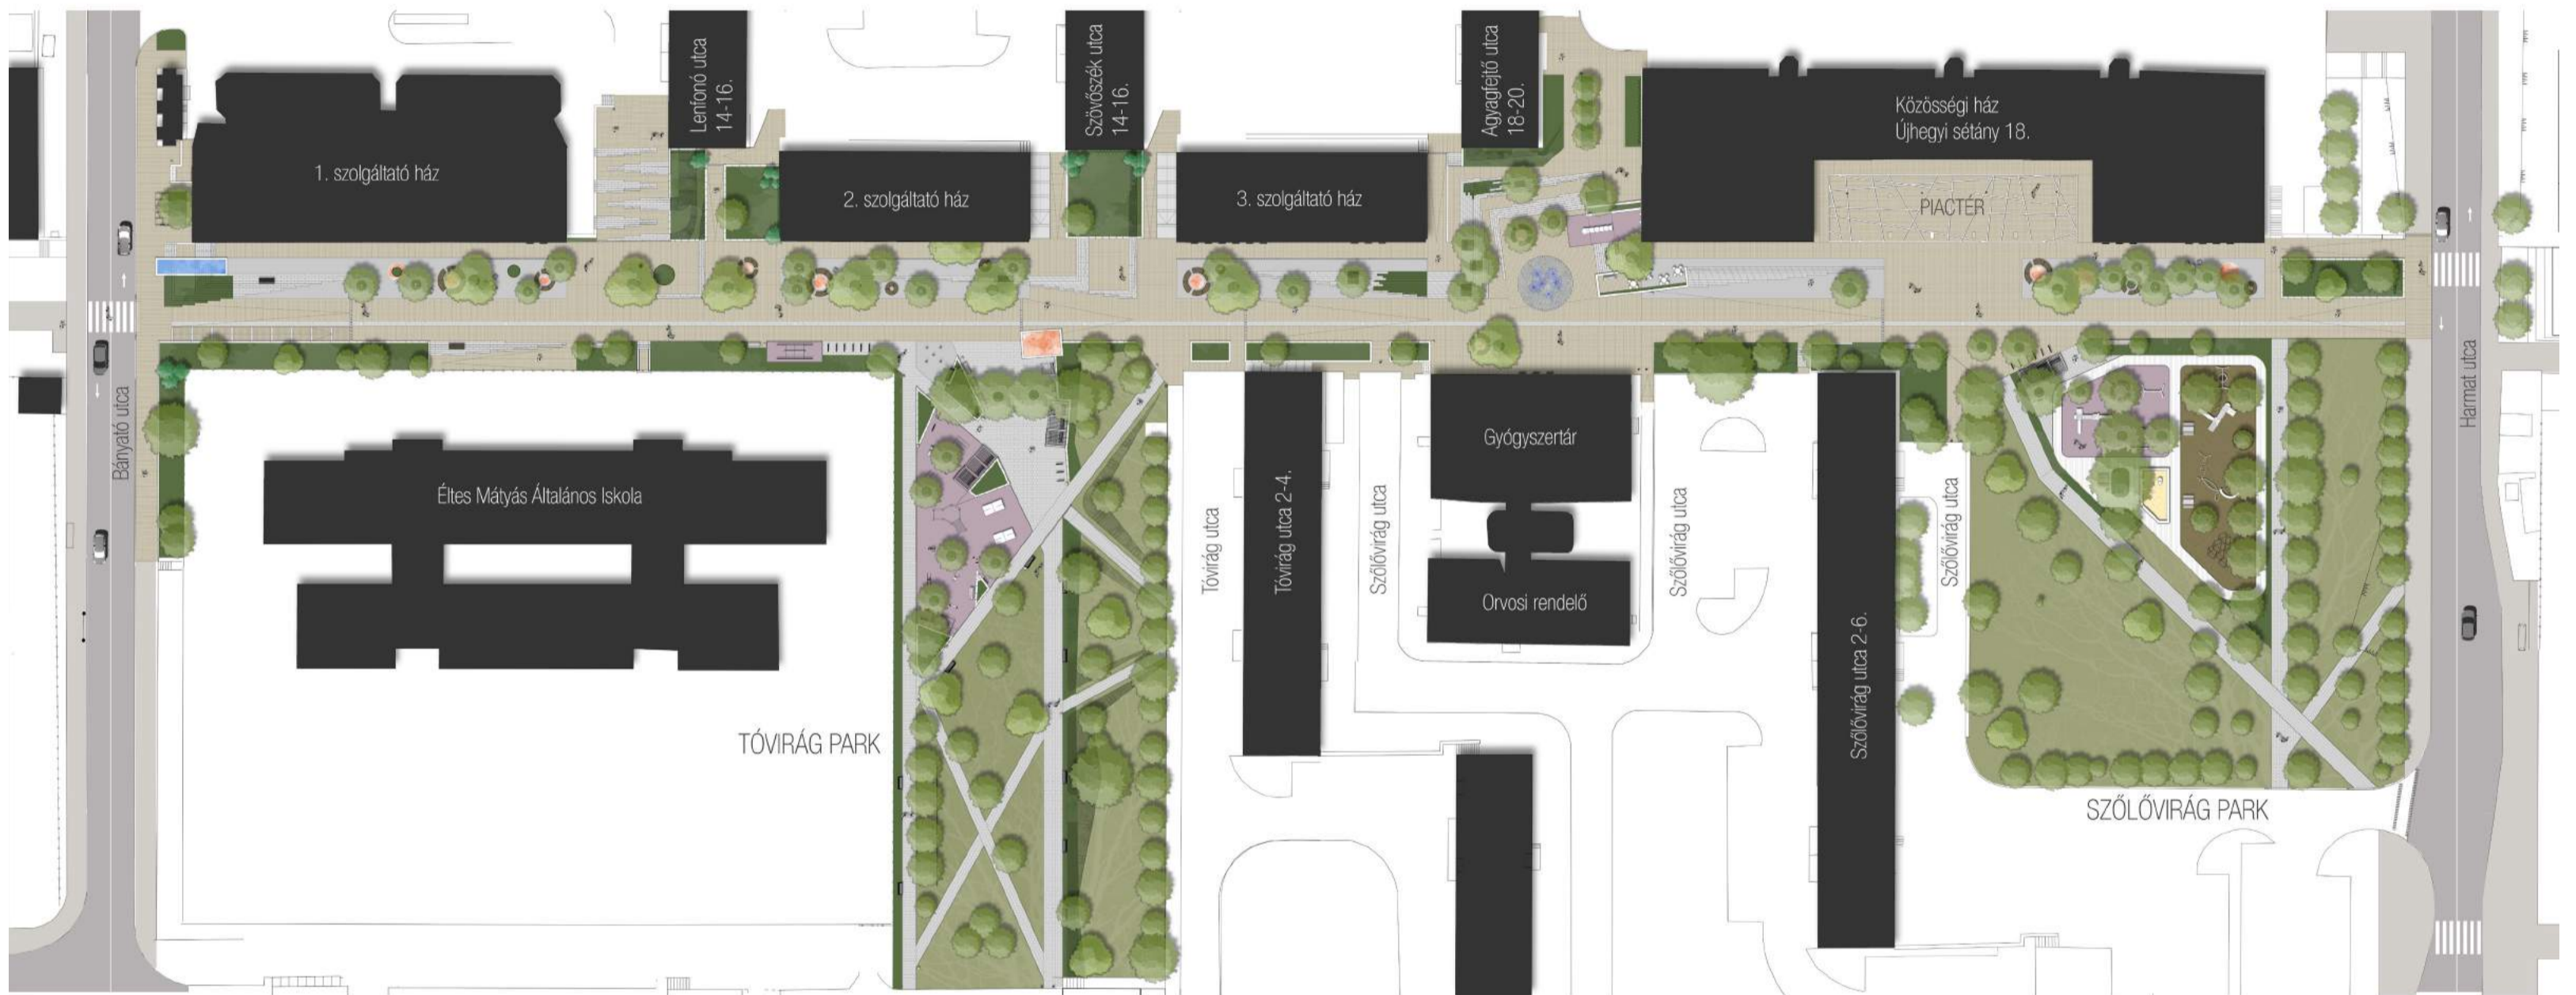 Lenfonó utca
14-16.
Szövőszék utca
14-16.
Agyagfejtő utca
18-20.
Közösségi ház
Újhegyi sétány 18.
1. szolgáltató ház
2. szolgáltató ház
3. szolgáltató ház
PIACTÉR
Bányató utca
Harmat utca
Éltes Mátyás Általános Iskola
Tóvirág utca
Tóvirág utca 2-4.
Szőlővirág utca
Gyógyszertár
Orvosi rendelő
Szőlővirág utca
Szőlővirág utca 2-6.
Szőlővirág utca
TÓVIRÁG PARK
SZŐLŐVIRÁG PARK